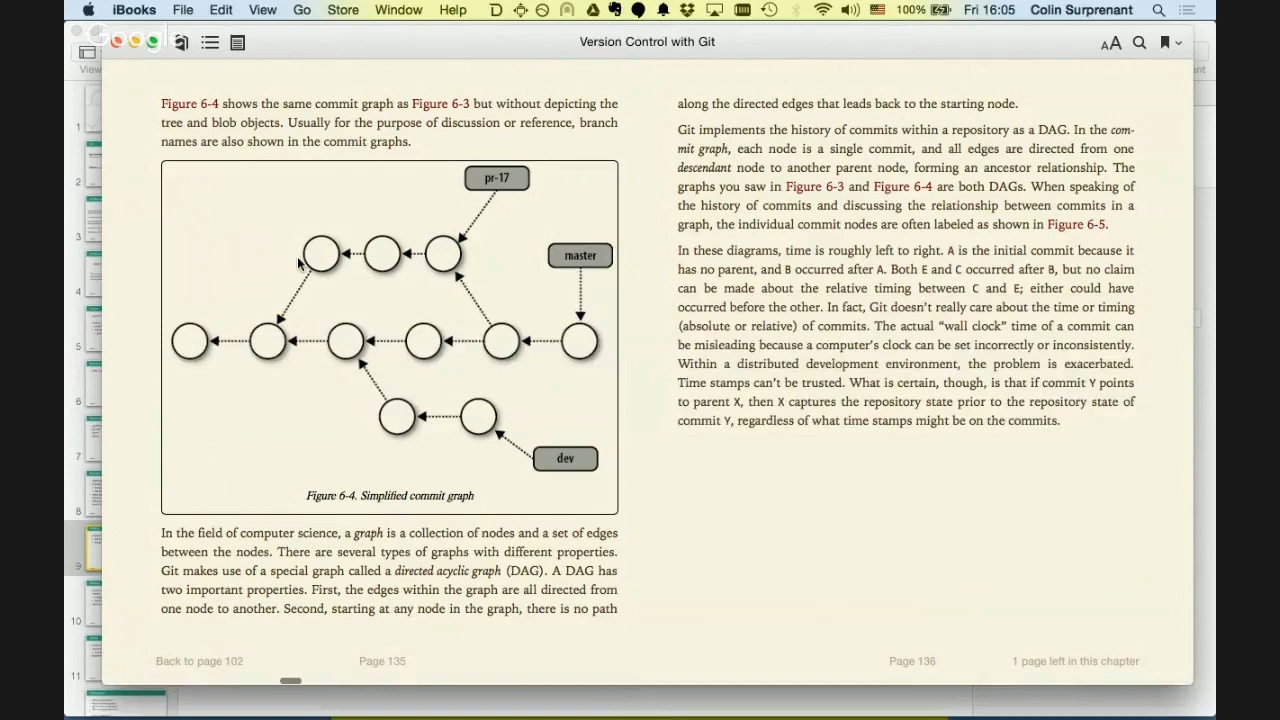 iBooks File Edit View Go Store Window Help 100% Fri 16:05 Colin Surprenant
Google
Version Control with Git
AA
View
1
2
3
4
5
6
7
8
9
10
11
Figure 6-4 shows the same commit graph as Figure 6-3 but without depicting the
tree and blob objects. Usually for the purpose of discussion or reference, branch
names are also shown in the commit graphs.
pr-17
master
dev
Figure 6-4. Simplified commit graph
In the field of computer science, a graph is a collection of nodes and a set of edges
between the nodes. There are several types of graphs with different properties.
Git makes use of a special graph called a directed acyclic graph (DAG). A DAG has
two important properties. First, the edges within the graph are all directed from
one node to another. Second, starting at any node in the graph, there is no path
along the directed edges that leads back to the starting node.
Git implements the history of commits within a repository as a DAG. In the com-
mit graph, each node is a single commit, and all edges are directed from one
descendant node to another parent node, forming an ancestor relationship. The
graphs you saw in Figure 6-3 and Figure 6-4 are both DAGs. When speaking of
the history of commits and discussing the relationship between commits in a
graph, the individual commit nodes are often labeled as shown in Figure 6-5.
In these diagrams, time is roughly left to right. A is the initial commit because it
has no parent, and B occurred after A. Both E and C occurred after B, but no claim
can be made about the relative timing between C and E; either could have
occurred before the other. In fact, Git doesn't really care about the time or timing
(absolute or relative) of commits. The actual "wall clock" time of a commit can
be misleading because a computer's clock can be set incorrectly or inconsistently.
Within a distributed development environment, the problem is exacerbated.
Time stamps can't be trusted. What is certain, though, is that if commit Y points
to parent X, then X captures the repository state prior to the repository state of
commit Y, regardless of what time stamps might be on the commits.
Back to page 102 Page 135 Page 136 1 page left in this chapter